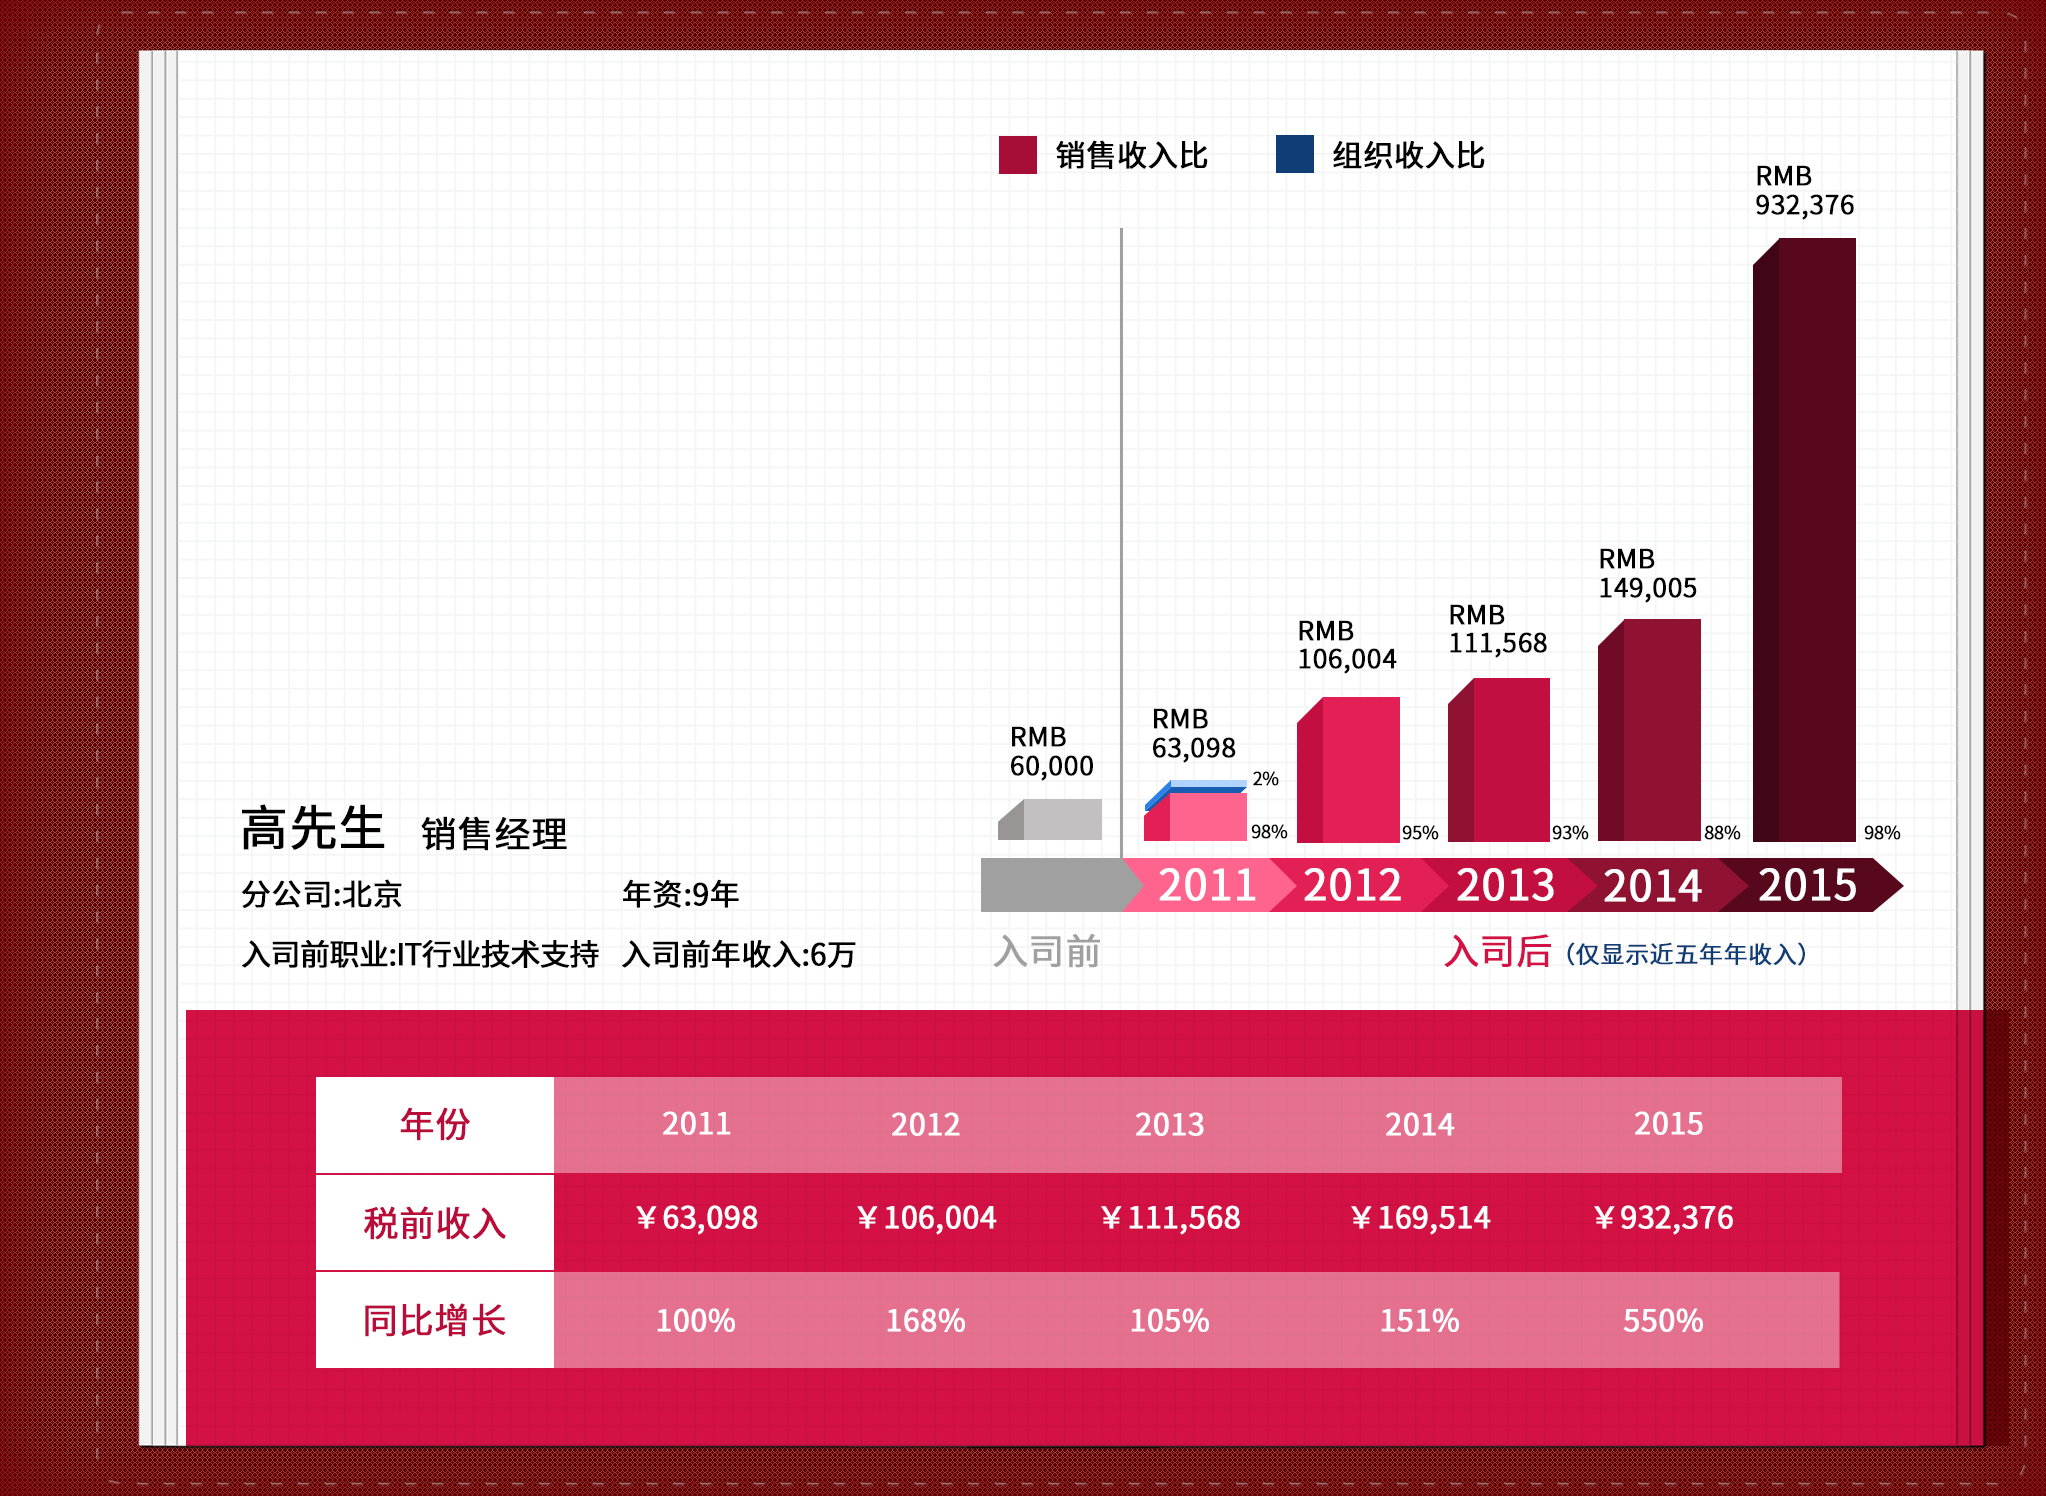 销售收入比
组织收入比
RMB
932,376
RMB
149,005
RMB
111,568
RMB
106,004
RMB
63,098
RMB
60,000
2%
98%
95%
93%
88%
98%
高先生 销售经理
分公司:北京 年资:9年
入司前职业:IT行业技术支持 入司前年收入:6万
2011 2012 2013 2014 2015
入司前
入司后（仅显示近五年年收入）
年份 2011 2012 2013 2014 2015
税前收入 ￥63,098 ￥106,004 ￥111,568 ￥169,514 ￥932,376
同比增长 100% 168% 105% 151% 550%